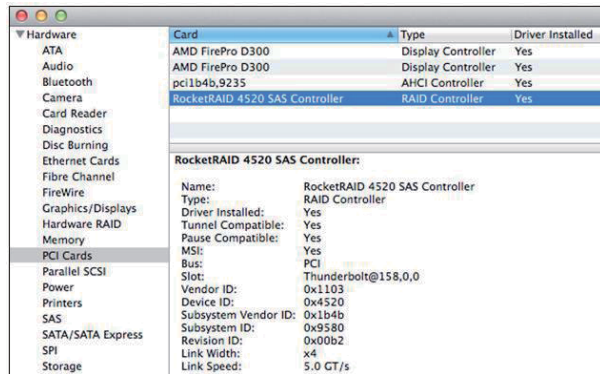 Hardware
ATA
Audio
Bluetooth
Camera
Card Reader
Diagnostics
Disc Burning
Ethernet Cards
Fibre Channel
FireWire
Graphics/Displays
Hardware RAID
Memory
PCI Cards
Parallel SCSI
Power
Printers
SAS
SATA/SATA Express
SPI
Storage
Card Type Driver Installed
AMD FirePro D300 Display Controller Yes
AMD FirePro D300 Display Controller Yes
pci1b4b,9235 AHCI Controller Yes
RocketRAID 4520 SAS Controller RAID Controller Yes
RocketRAID 4520 SAS Controller:
Name: RocketRAID 4520 SAS Controller
Type: RAID Controller
Driver Installed: Yes
Tunnel Compatible: Yes
Pause Compatible: Yes
MSI: Yes
Bus: PCI
Slot: Thunderbolt@158,0,0
Vendor ID: 0x1103
Device ID: 0x4520
Subsystem Vendor ID: 0x1b4b
Subsystem ID: 0x9580
Revision ID: 0x00b2
Link Width: x4
Link Speed: 5.0 GT/s